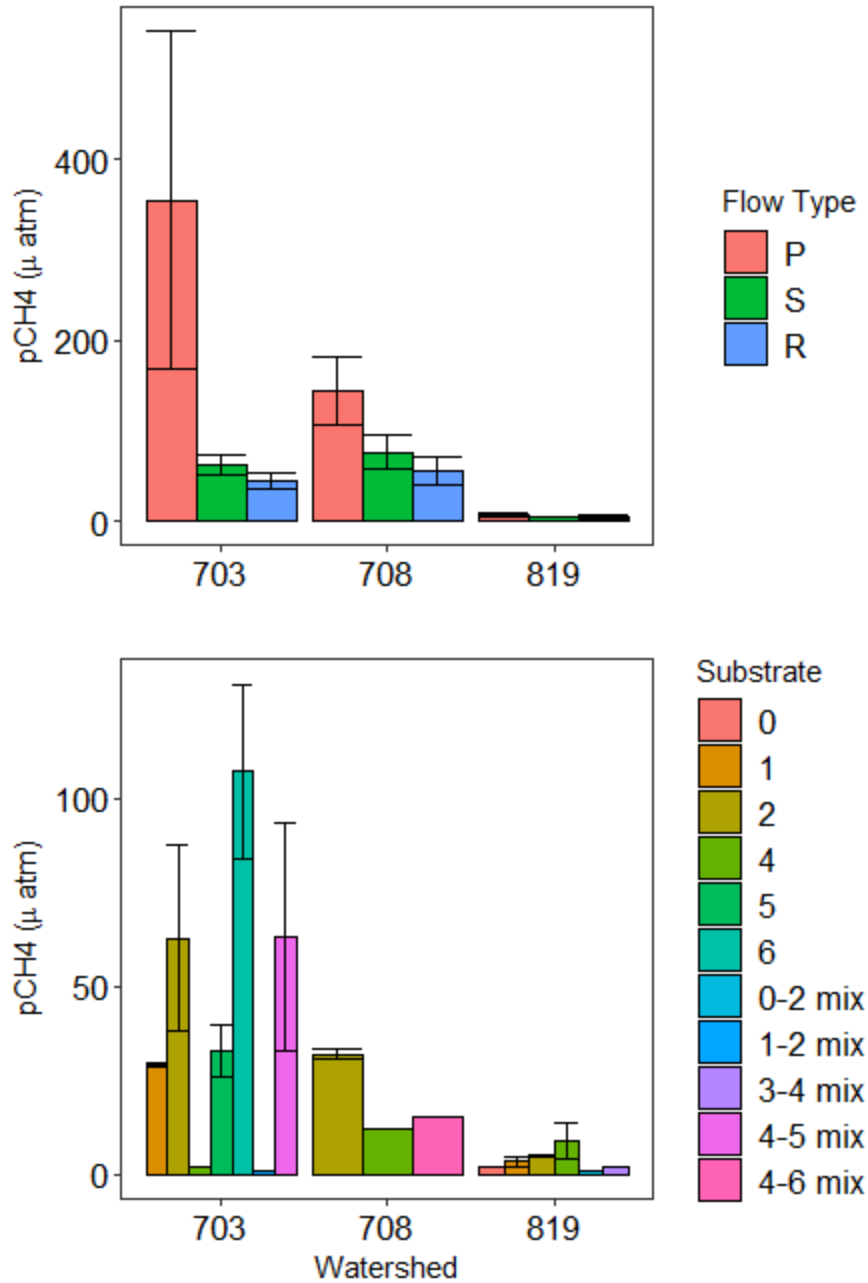 pCH4 (μ atm)
400
200
0
703 708 819
Flow Type
P
S
R
pCH4 (μ atm)
100
50
0
703 708 819
Watershed
Substrate
0
1
2
4
5
6
0-2 mix
1-2 mix
3-4 mix
4-5 mix
4-6 mix